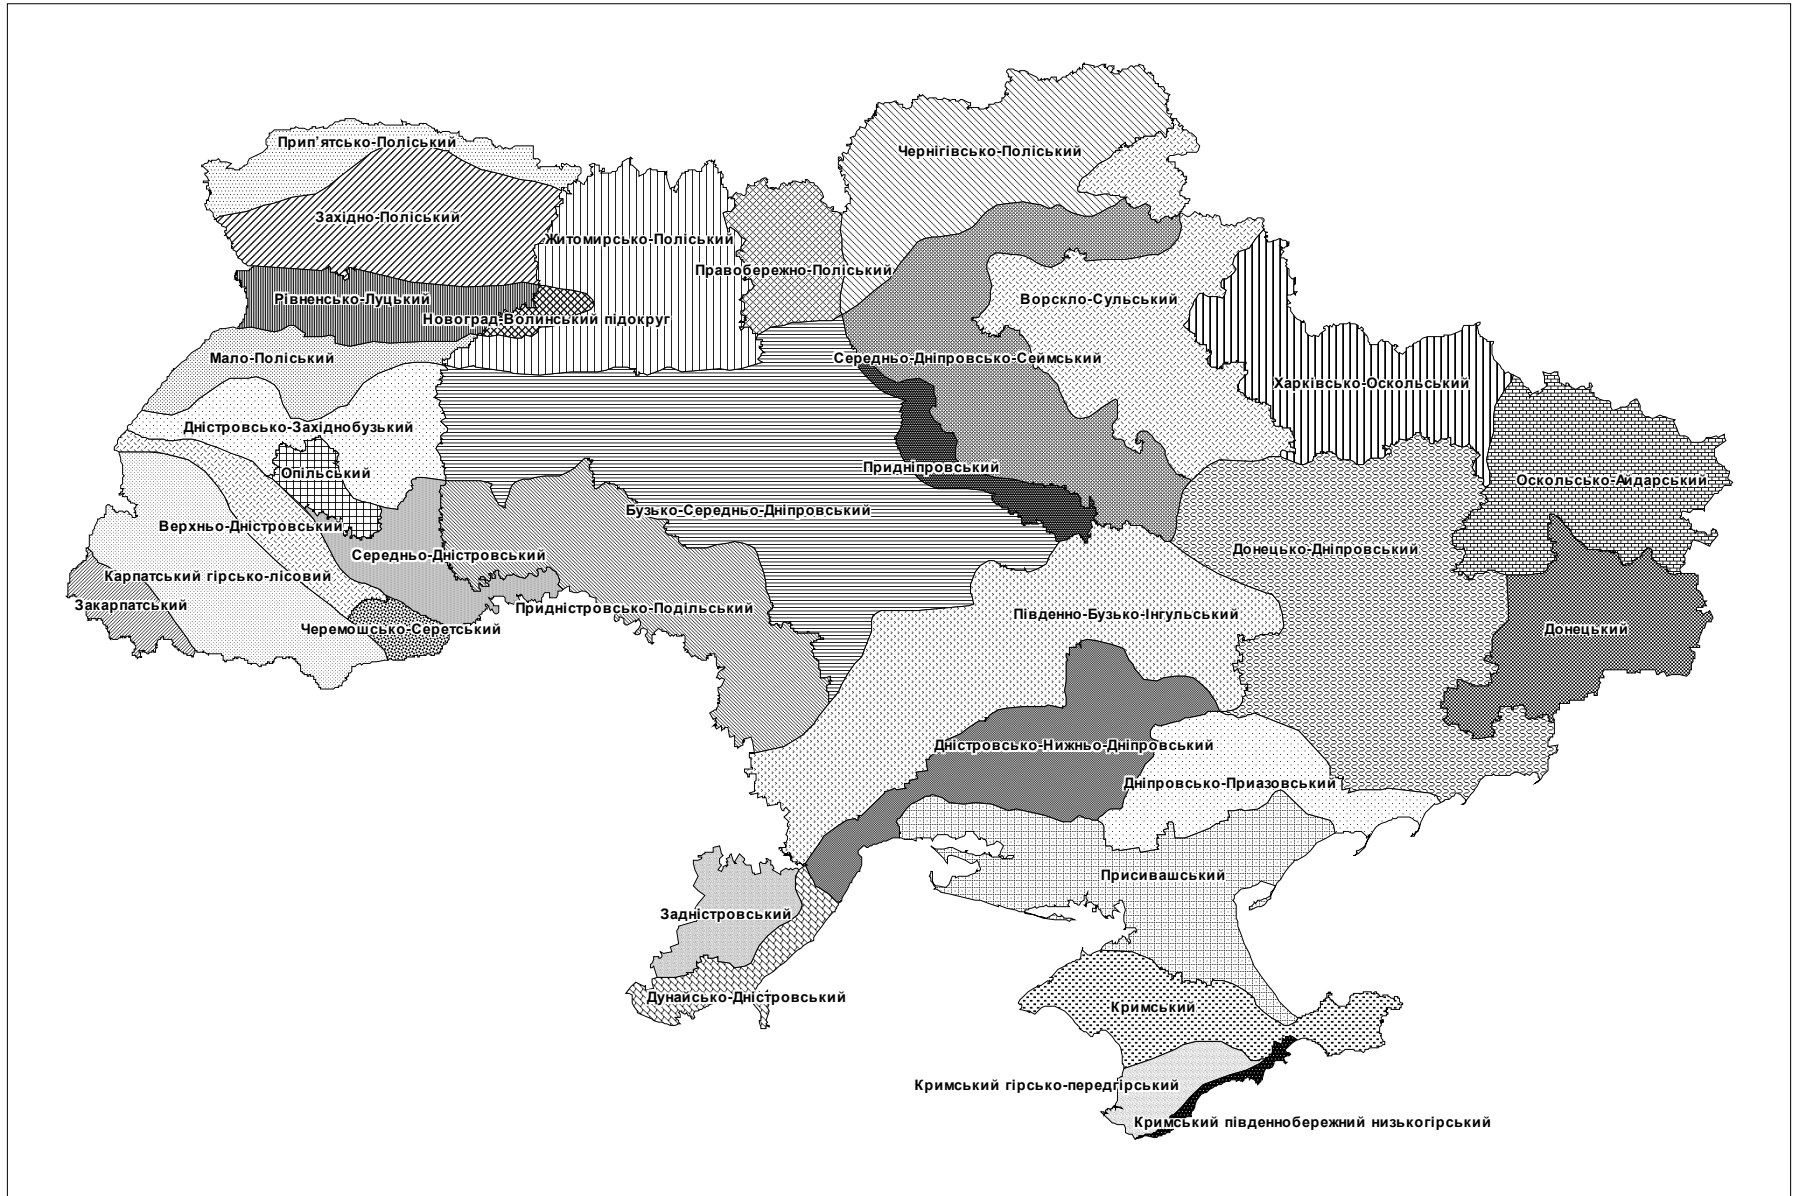 Прип’ятсько-Поліський
Чернігівсько-Поліський
Західно-Поліський
Житомирсько-Поліський
Правобережно-Поліський
Рівненсько-Луцький
Ворскло-Сульський
Новоград-Волинський підокруг
Мало-Поліський
Середньо-Дніпровсько-Сеймський
Харківсько-Оскольський
Дністровсько-Західнобузький
Придніпровський
Опільський
Оскольсько-Айдарський
Бузько-Середньо-Дніпровський
Верхньо-Дністровський
Донецько-Дніпровський
Середньо-Дністровський
Карпатський гірсько-лісовий
Закарпатський
Придністровсько-Подільський
Південно-Бузько-Інгульський
Черемошсько-Серетський
Донецький
Дністровсько-Нижньо-Дніпровський
Дніпровсько-Приазовський
Присивашський
Задністровський
Дунайсько-Дністровський
Кримський
Кримський гірсько-передгірський
Кримський південнобережний низькогірський